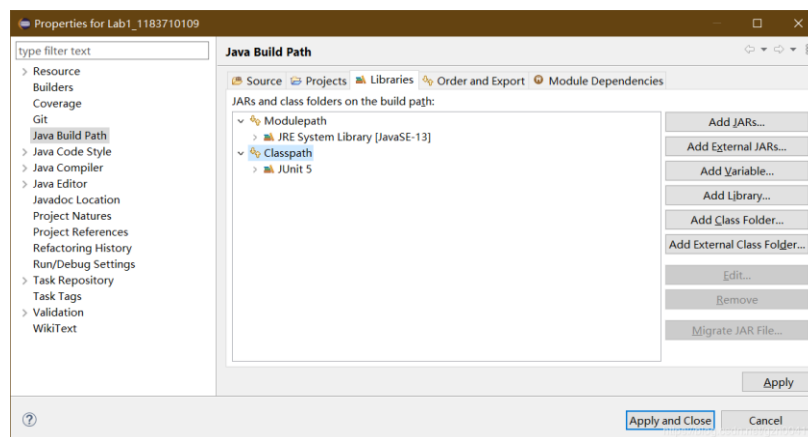 Properties for Lab1_1183710109
type filter text
Java Build Path
Resource
Builders
Coverage
Git
Java Build Path
Java Code Style
Java Compiler
Java Editor
Javadoc Location
Project Natures
Project References
Refactoring History
Run/Debug Settings
Task Repository
Task Tags
Validation
WikiText
Source Projects Libraries Order and Export Module Dependencies
JARs and class folders on the build path:
Modulepath
JRE System Library [JavaSE-13]
Classpath
JUnit 5
Add JARs...
Add External JARs...
Add Variable...
Add Library...
Add Class Folder...
Add External Class Folder...
Edit...
Remove
Migrate JAR File...
Apply
Apply and Close Cancel